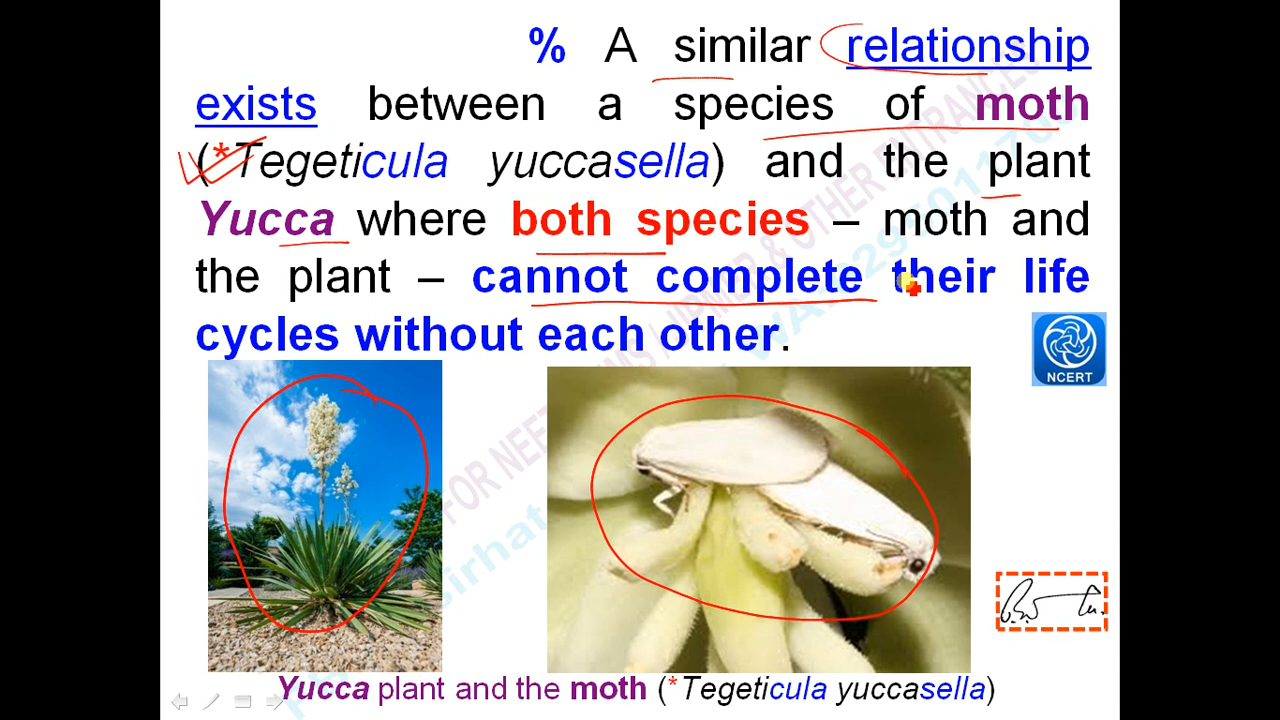 % A similar relationship
exists between a species of moth
(*Tegeticula yuccasella) and the plant
Yucca where both species – moth and
the plant – cannot complete their life
cycles without each other.
NCERT
Yucca plant and the moth (*Tegeticula yuccasella)